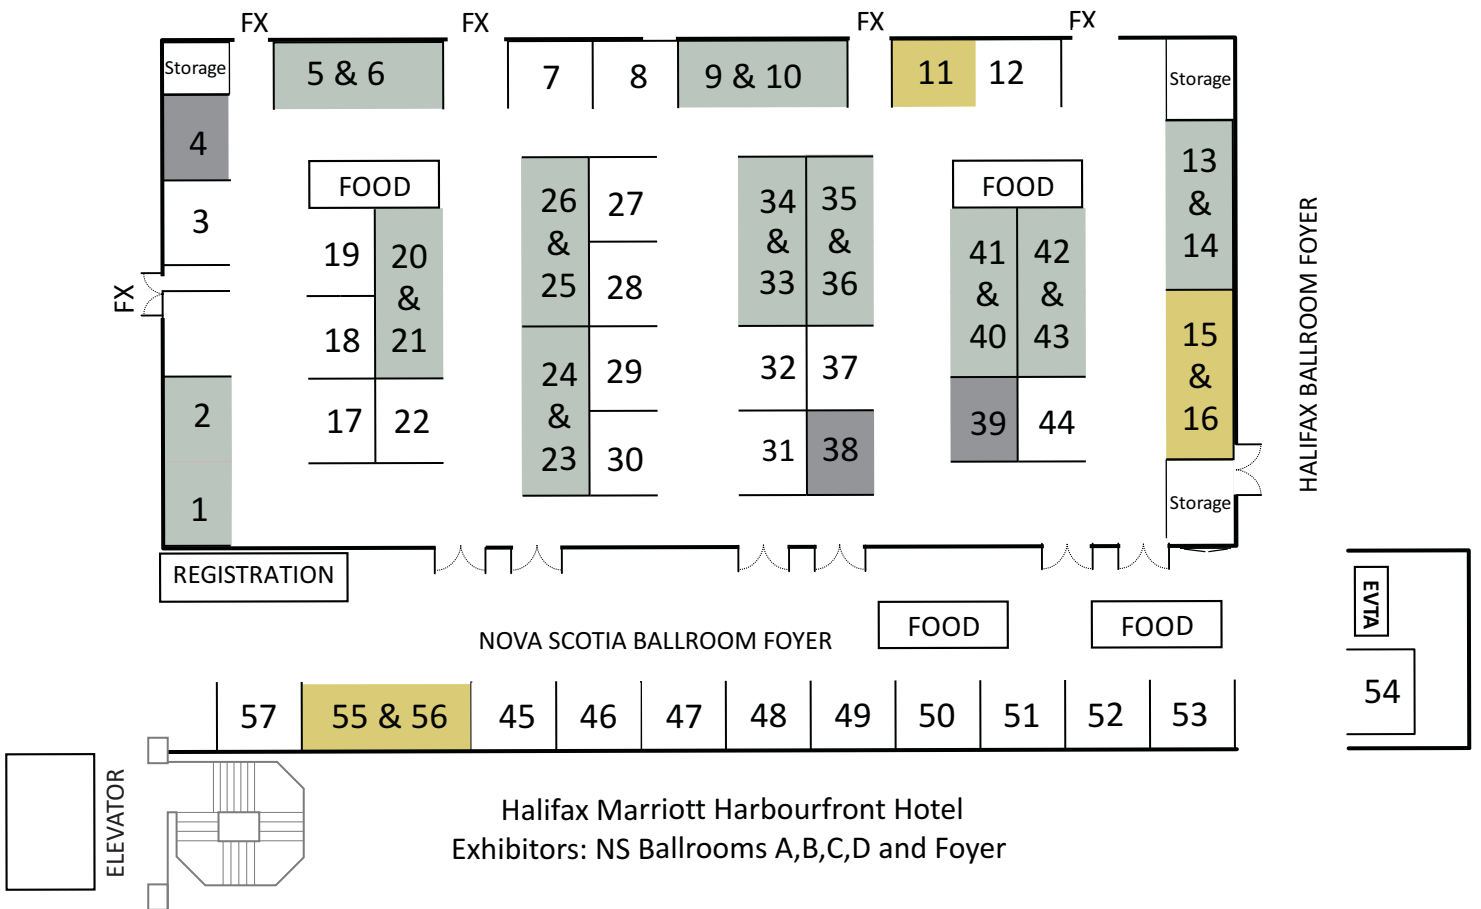 FX
FX
FX
FX
Storage
5 & 6
7
8
9 & 10
11
12
Storage
4
3
FX
2
1
FOOD
19
20
&
21
18
17
22
26
&
25
27
28
24
&
23
29
30
34
&
33
35
&
36
32
37
31
38
FOOD
41
&
40
42
&
43
39
44
13
&
14
15
&
16
Storage
HALIFAX BALLROOM FOYER
REGISTRATION
NOVA SCOTIA BALLROOM FOYER
FOOD
FOOD
EVTA
54
57
55 & 56
45
46
47
48
49
50
51
52
53
ELEVATOR
Halifax Marriott Harbourfront Hotel
Exhibitors: NS Ballrooms A,B,C,D and Foyer